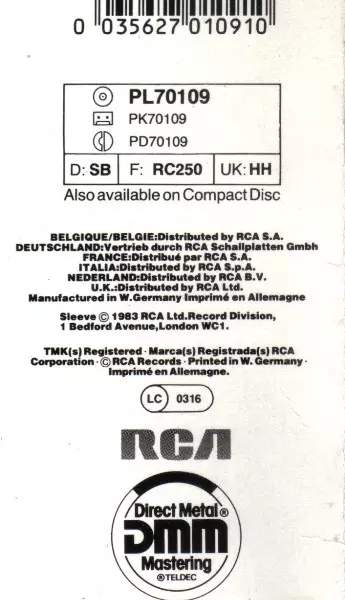 0 035627 010910
PL70109
PK70109
PD70109
D: SB F: RC250 UK: HH
Also available on Compact Disc
BELGIQUE/BELGIE:Distributed by RCA S.A.
DEUTSCHLAND:Vertrieb durch RCA Schallplatten Gmbh
FRANCE:Distribué par RCA S.A.
ITALIA:Distributed by RCA S.p.A.
NEDERLAND:Distributed by RCA B.V.
U.K.:Distributed by RCA Ltd.
Manufactured in W.Germany Imprimé en Allemagne
Sleeve © 1983 RCA Ltd.Record Division,
1 Bedford Avenue,London WC1.
TMK(s) Registered · Marca(s) Registrada(s) RCA
Corporation · © RCA Records · Printed in W. Germany ·
Imprimé en Allemagne.
LC 0316
RCA
Direct Metal®
DMM
Mastering
®TELDEC